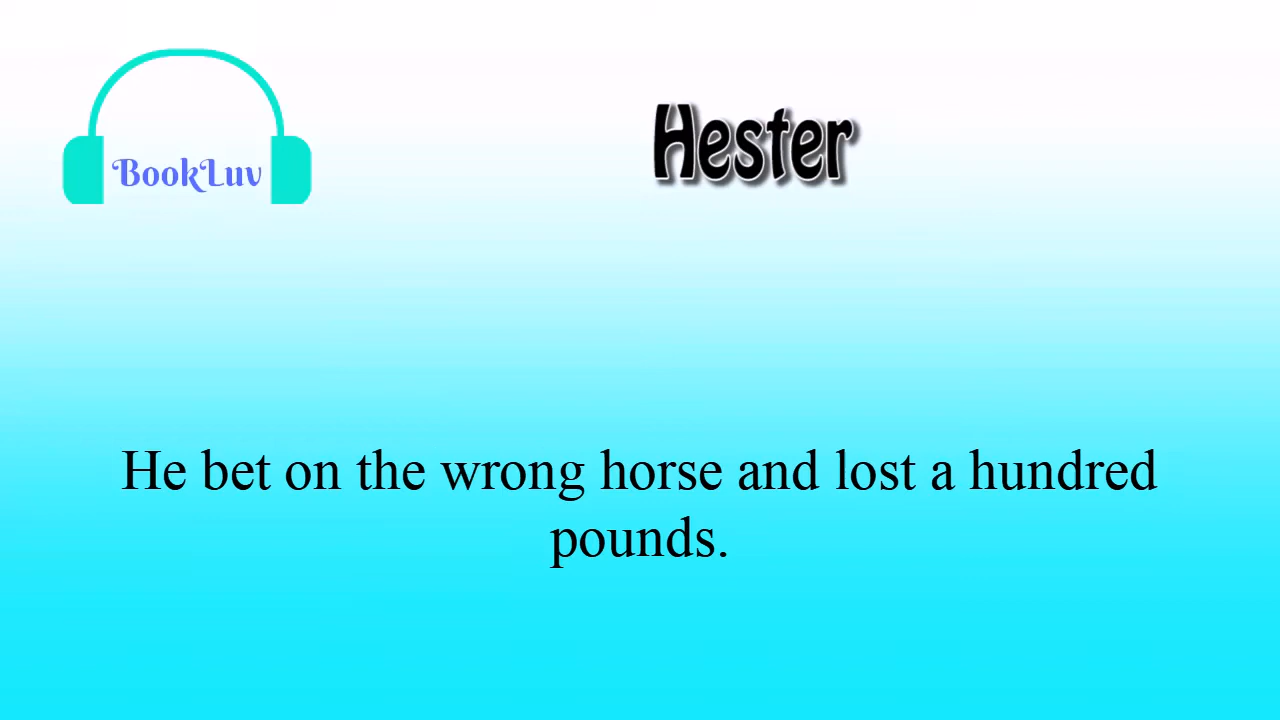 Hester
BookLuv
He bet on the wrong horse and lost a hundred
pounds.